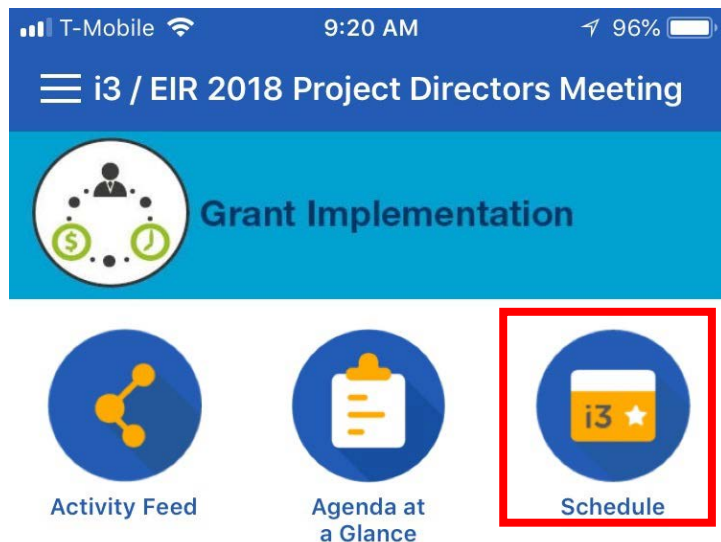 T-Mobile 9:20 AM 96%
i3 / EIR 2018 Project Directors Meeting
$
Grant Implementation
i3
Activity Feed Agenda at a Glance Schedule